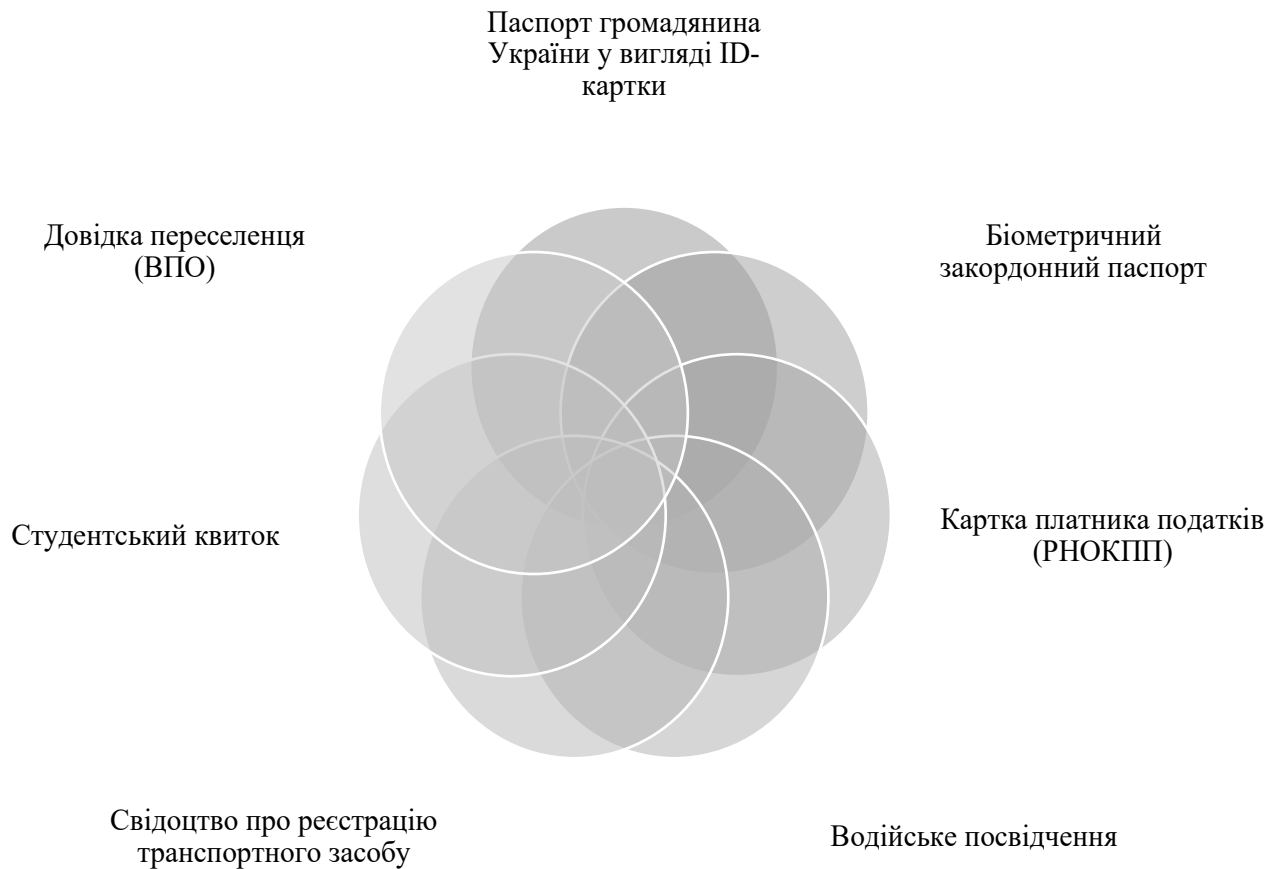 Паспорт громадянина
України у вигляді ID-
картки
Довідка переселенця
(ВПО)
Біометричний
закордонний паспорт
Студентський квиток
Картка платника податків
(РНОКПП)
Свідоцтво про реєстрацію
транспортного засобу
Водійське посвідчення